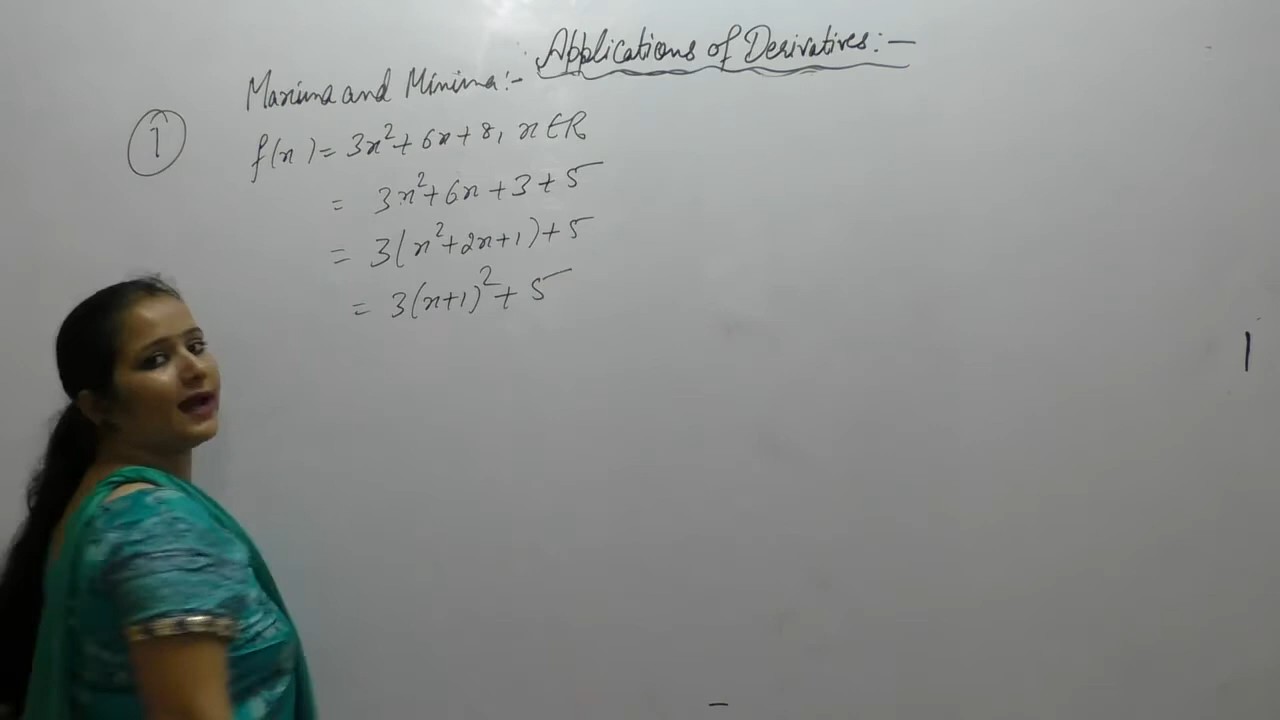 Applications of Derivatives:-
Maxima and Minima:-
1 f(x) = 3x²+6x+8, x∈R
= 3x²+6x+3+5
= 3(x²+2x+1)+5
= 3(x+1)²+5